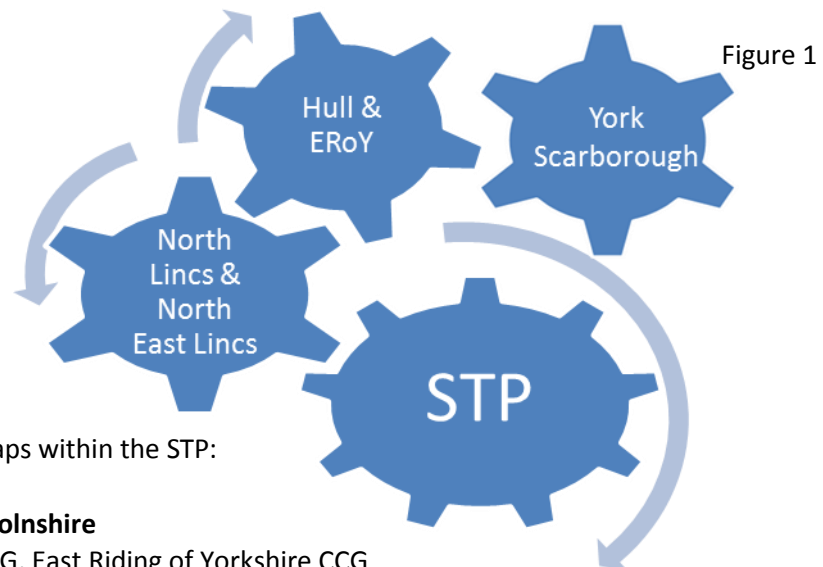 Figure 1
Hull &
ERoY
York
Scarborough
North
Lincs &
North
East Lincs
STP
aps within the STP:
olnshire
G, East Riding of Yorkshire CCG